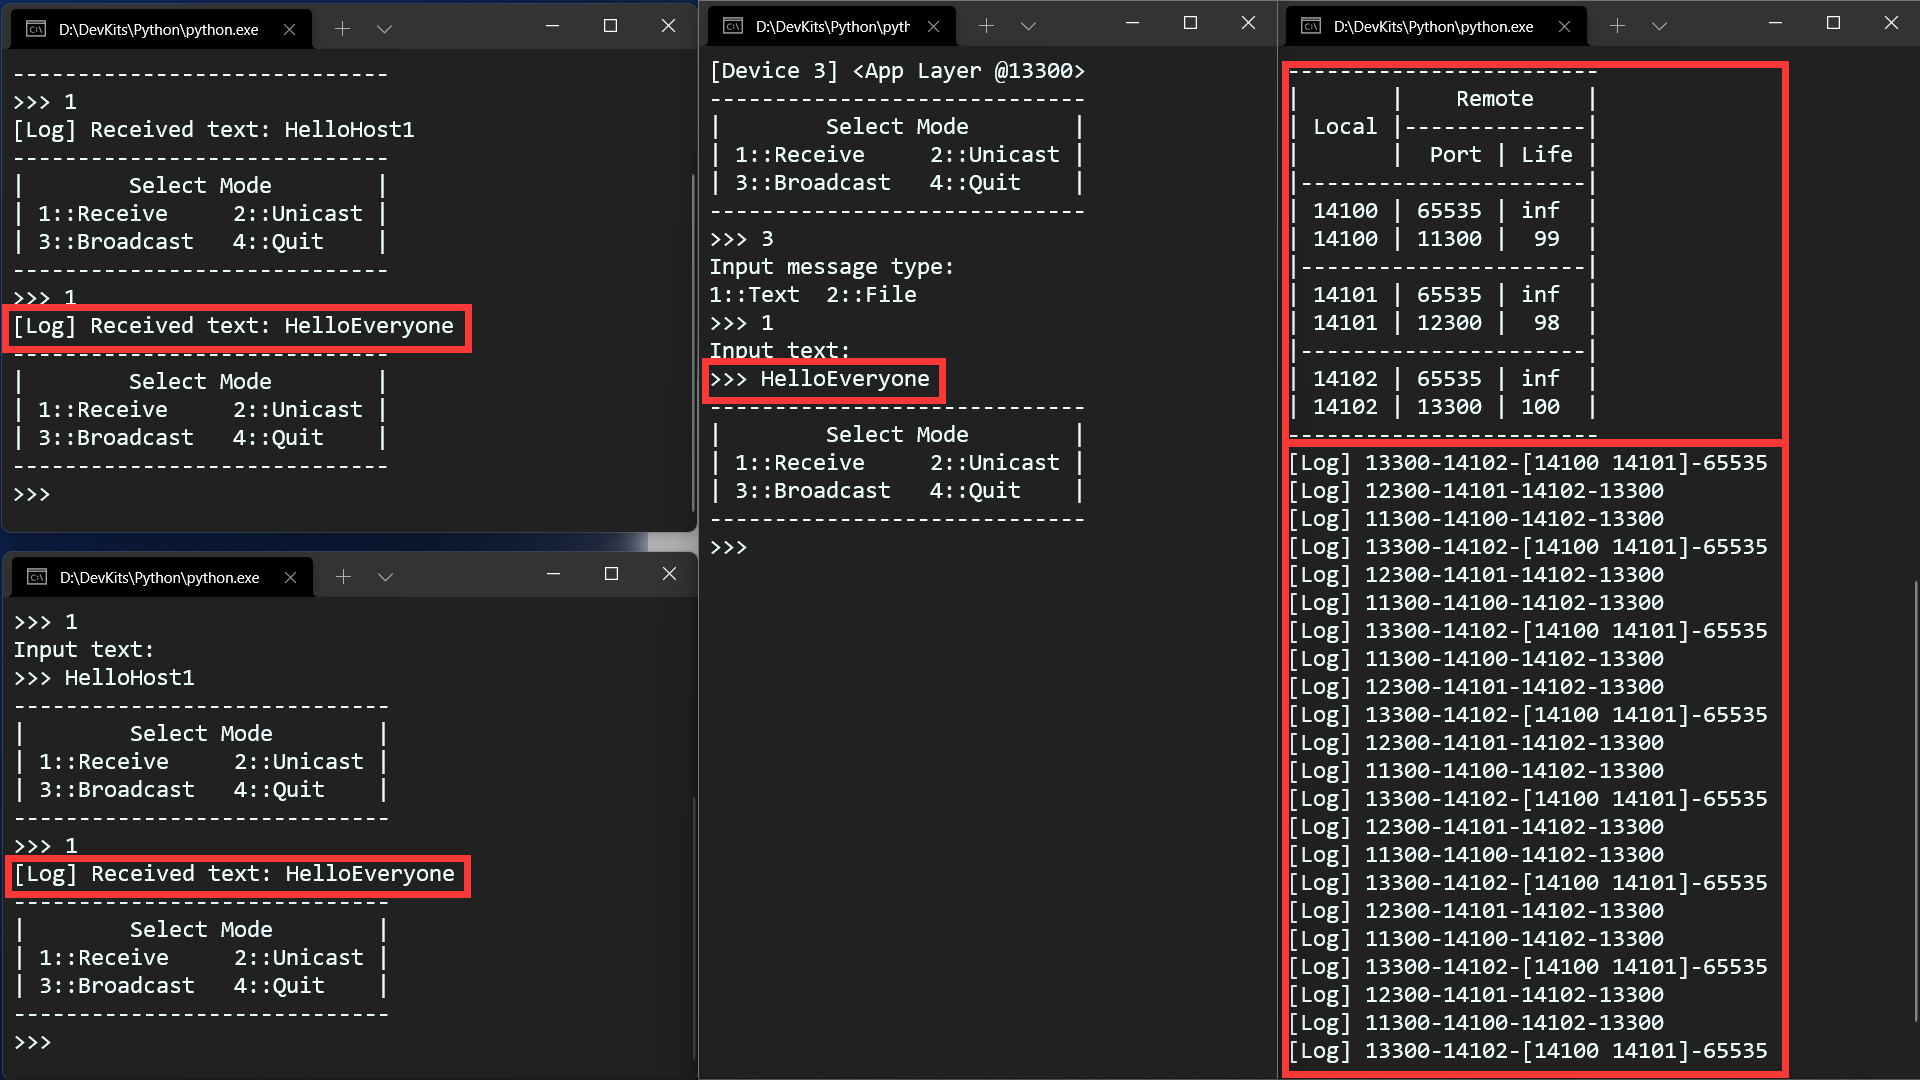 D:\DevKits\Python\python.exe
-----------------------------
>>> 1
[Log] Received text: HelloHost1
-----------------------------
|        Select Mode        |
| 1::Receive     2::Unicast |
| 3::Broadcast   4::Quit    |
-----------------------------
>>> 1
[Log] Received text: HelloEveryone
-----------------------------
|        Select Mode        |
| 1::Receive     2::Unicast |
| 3::Broadcast   4::Quit    |
-----------------------------
>>>
D:\DevKits\Python\python.exe
>>> 1
Input text:
>>> HelloHost1
-----------------------------
|        Select Mode        |
| 1::Receive     2::Unicast |
| 3::Broadcast   4::Quit    |
-----------------------------
>>> 1
[Log] Received text: HelloEveryone
-----------------------------
|        Select Mode        |
| 1::Receive     2::Unicast |
| 3::Broadcast   4::Quit    |
-----------------------------
>>>
D:\DevKits\Python\pyth
[Device 3] <App Layer @13300>
-----------------------------
|        Select Mode        |
| 1::Receive     2::Unicast |
| 3::Broadcast   4::Quit    |
-----------------------------
>>> 3
Input message type:
1::Text  2::File
>>> 1
Input text:
>>> HelloEveryone
-----------------------------
|        Select Mode        |
| 1::Receive     2::Unicast |
| 3::Broadcast   4::Quit    |
-----------------------------
>>>
D:\DevKits\Python\python.exe
------------------------
|       |    Remote    |
| Local |--------------|
|       |  Port | Life |
|----------------------|
| 14100 | 65535 | inf  |
| 14100 | 11300 |  99  |
|----------------------|
| 14101 | 65535 | inf  |
| 14101 | 12300 |  98  |
|----------------------|
| 14102 | 65535 | inf  |
| 14102 | 13300 | 100  |
------------------------
[Log] 13300-14102-[14100 14101]-65535
[Log] 12300-14101-14102-13300
[Log] 11300-14100-14102-13300
[Log] 13300-14102-[14100 14101]-65535
[Log] 12300-14101-14102-13300
[Log] 11300-14100-14102-13300
[Log] 13300-14102-[14100 14101]-65535
[Log] 11300-14100-14102-13300
[Log] 12300-14101-14102-13300
[Log] 13300-14102-[14100 14101]-65535
[Log] 12300-14101-14102-13300
[Log] 11300-14100-14102-13300
[Log] 13300-14102-[14100 14101]-65535
[Log] 12300-14101-14102-13300
[Log] 11300-14100-14102-13300
[Log] 13300-14102-[14100 14101]-65535
[Log] 12300-14101-14102-13300
[Log] 11300-14100-14102-13300
[Log] 13300-14102-[14100 14101]-65535
[Log] 12300-14101-14102-13300
[Log] 11300-14100-14102-13300
[Log] 13300-14102-[14100 14101]-65535